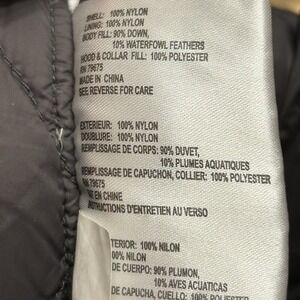 SHELL: 100% NYLON
LINING: 100% NYLON
BODY FILL: 90% DOWN,
10% WATERFOWL FEATHERS
HOOD & COLLAR FILL: 100% POLYESTER
RN 79675
MADE IN CHINA
SEE REVERSE FOR CARE
EXTERIEUR: 100% NYLON
DOUBLURE: 100% NYLON
REMPLISSAGE DE CORPS: 90% DUVET,
10% PLUMES AQUATIQUES
REMPLISSAGE DE CAPUCHON, COLLIER: 100% POLYESTER
RN 79675
EN CHINE
INSTRUCTIONS D'ENTRETIEN AU VERSO
TERIOR: 100% NILON
00% NILON
DE CUERPO: 90% PLUMON,
10% AVES ACUATICAS
DE CAPUCHA, CUELLO: 100%